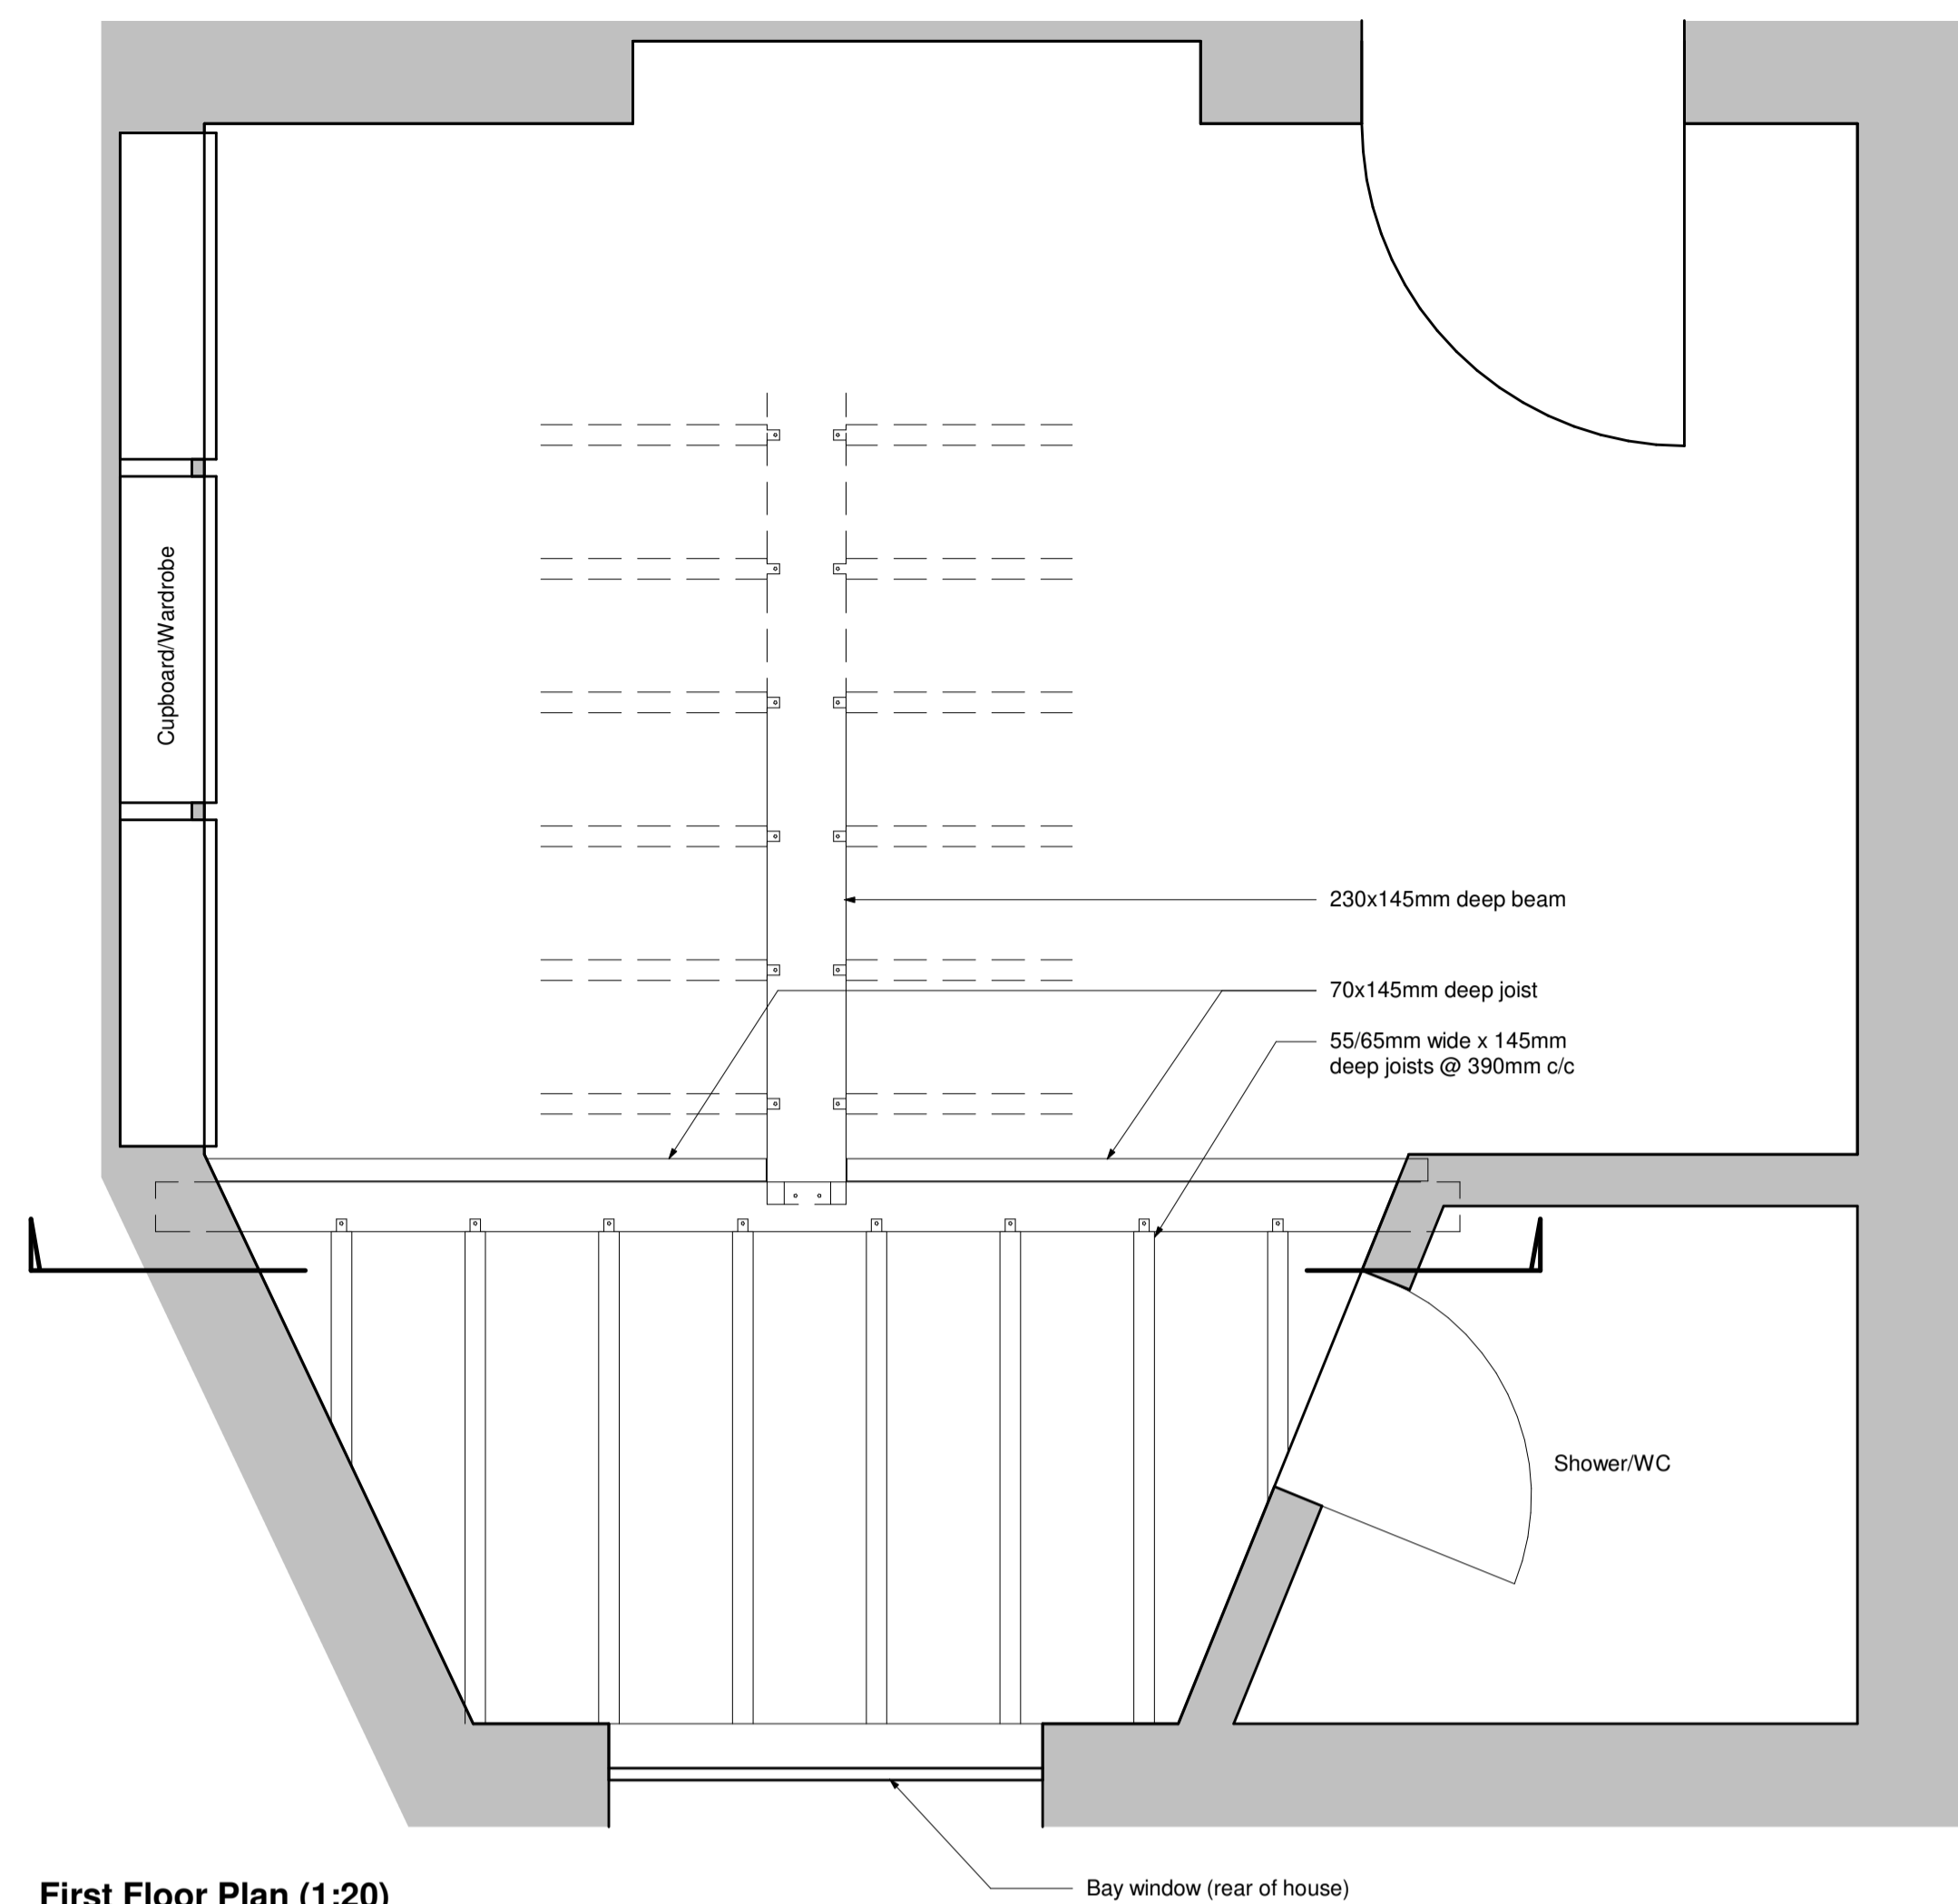 Cupboard/Wardrobe
230x145mm deep beam
70x145mm deep joist
55/65mm wide x 145mm
deep joists @ 390mm c/c
Shower/WC
Bay window (rear of house)
First Floor Plan (1:20)